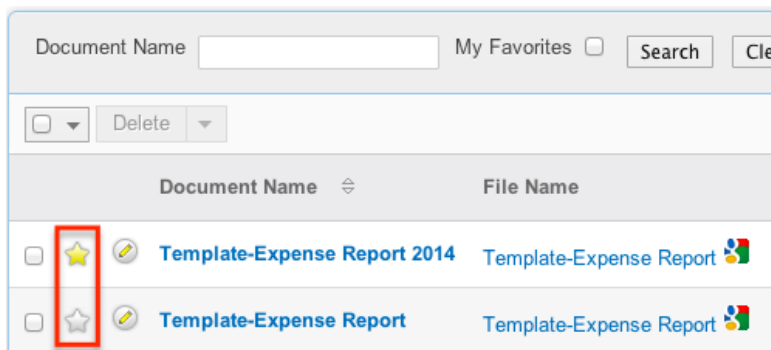 Document Name My Favorites Search Cle
Delete
Document Name File Name
Template-Expense Report 2014 Template-Expense Report
Template-Expense Report Template-Expense Report